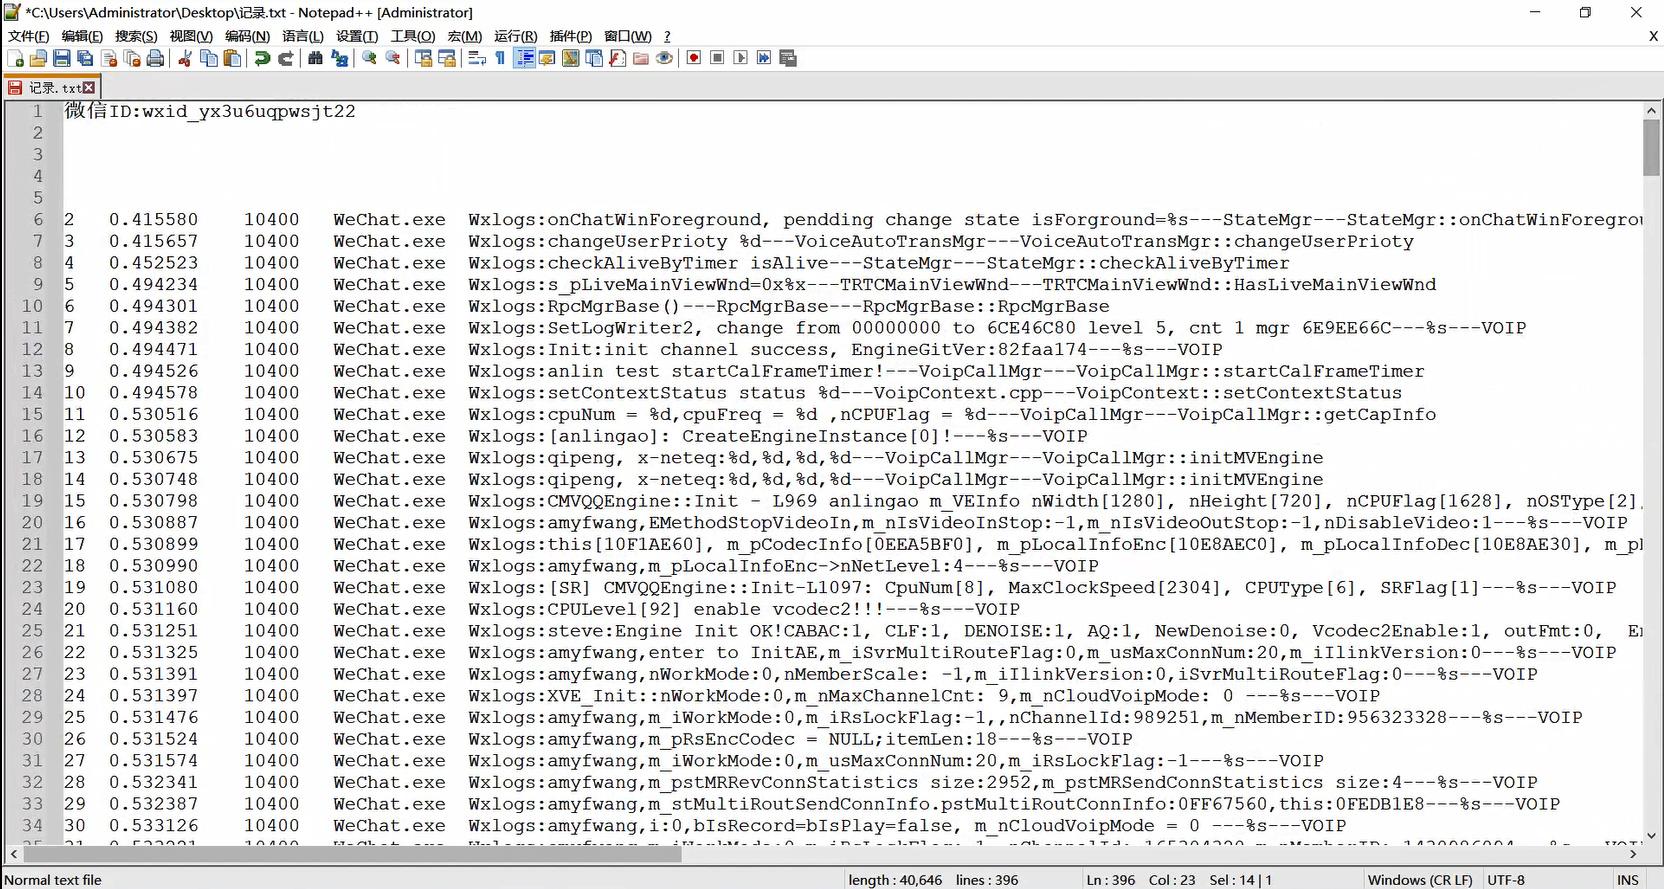 *C:\Users\Administrator\Desktop\记录.txt - Notepad++ [Administrator]
文件(F) 编辑(E) 搜索(S) 视图(V) 编码(N) 语言(L) 设置(T) 工具(O) 宏(M) 运行(R) 插件(P) 窗口(W) ? X
记录.txt
1 微信ID:wxid_yx3u6uqpwsjt22
2
3
4
5
6 2 0.415580 10400 WeChat.exe Wxlogs:onChatWinForeground, pendding change state isForground=%s---StateMgr---StateMgr::onChatWinForegrou
7 3 0.415657 10400 WeChat.exe Wxlogs:changeUserPrioty %d---VoiceAutoTransMgr---VoiceAutoTransMgr::changeUserPrioty
8 4 0.452523 10400 WeChat.exe Wxlogs:checkAliveByTimer isAlive---StateMgr---StateMgr::checkAliveByTimer
9 5 0.494234 10400 WeChat.exe Wxlogs:s_pLiveMainViewWnd=0x%x---TRTCMainViewWnd---TRTCMainViewWnd::HasLiveMainViewWnd
10 6 0.494301 10400 WeChat.exe Wxlogs:RpcMgrBase()---RpcMgrBase---RpcMgrBase::RpcMgrBase
11 7 0.494382 10400 WeChat.exe Wxlogs:SetLogWriter2, change from 00000000 to 6CE46C80 level 5, cnt 1 mgr 6E9EE66C---%s---VOIP
12 8 0.494471 10400 WeChat.exe Wxlogs:Init:init channel success, EngineGitVer:82faa174---%s---VOIP
13 9 0.494526 10400 WeChat.exe Wxlogs:anlin test startCalFrameTimer!---VoipCallMgr---VoipCallMgr::startCalFrameTimer
14 10 0.494578 10400 WeChat.exe Wxlogs:setContextStatus status %d---VoipContext.cpp---VoipContext::setContextStatus
15 11 0.530516 10400 WeChat.exe Wxlogs:cpuNum = %d,cpuFreq = %d ,nCPUFlag = %d---VoipCallMgr---VoipCallMgr::getCapInfo
16 12 0.530583 10400 WeChat.exe Wxlogs:[anlingao]: CreateEngineInstance[0]!---%s---VOIP
17 13 0.530675 10400 WeChat.exe Wxlogs:qipeng, x-neteq:%d,%d,%d,%d---VoipCallMgr---VoipCallMgr::initMVEngine
18 14 0.530748 10400 WeChat.exe Wxlogs:qipeng, x-neteq:%d,%d,%d,%d---VoipCallMgr---VoipCallMgr::initMVEngine
19 15 0.530798 10400 WeChat.exe Wxlogs:CMVQQEngine::Init - L969 anlingao m_VEInfo nWidth[1280], nHeight[720], nCPUFlag[1628], nOSType[2],
20 16 0.530887 10400 WeChat.exe Wxlogs:amyfwang,EMethodStopVideoIn,m_nIsVideoInStop:-1,m_nIsVideoOutStop:-1,nDisableVideo:1---%s---VOIP
21 17 0.530899 10400 WeChat.exe Wxlogs:this[10F1AE60], m_pCodecInfo[0EEA5BF0], m_pLocalInfoEnc[10E8AEC0], m_pLocalInfoDec[10E8AE30],
22 18 0.530990 10400 WeChat.exe Wxlogs:amyfwang,m_pLocalInfoEnc->nNetLevel:4---%s---VOIP
23 19 0.531080 10400 WeChat.exe Wxlogs:[SR] CMVQQEngine::Init-L1097: CpuNum[8], MaxClockSpeed[2304], CPUType[6], SRFlag[1]---%s---VOIP
24 20 0.531160 10400 WeChat.exe Wxlogs:CPULevel[92] enable vcodec2!!!---%s---VOIP
25 21 0.531251 10400 WeChat.exe Wxlogs:steve:Engine Init OK!CABAC:1, CLF:1, DENOISE:1, AQ:1, NewDenoise:0, Vcodec2Enable:1, outFmt:0,
26 22 0.531325 10400 WeChat.exe Wxlogs:amyfwang,enter to InitAE,m_iSvrMultiRouteFlag:0,m_usMaxConnNum:20,m_iIlinkVersion:0---%s---VOIP
27 23 0.531391 10400 WeChat.exe Wxlogs:amyfwang,nWorkMode:0,nMemberScale: -1,m_iIlinkVersion:0,iSvrMultiRouteFlag:0---%s---VOIP
28 24 0.531397 10400 WeChat.exe Wxlogs:XVE_Init::nWorkMode:0,m_nMaxChannelCnt: 9,m_nCloudVoipMode: 0 ---%s---VOIP
29 25 0.531476 10400 WeChat.exe Wxlogs:amyfwang,m_iWorkMode:0,m_iRsLockFlag:-1,,nChannelId:989251,m_nMemberID:956323328---%s---VOIP
30 26 0.531524 10400 WeChat.exe Wxlogs:amyfwang,m_pRsEncCodec = NULL;itemLen:18---%s---VOIP
31 27 0.531574 10400 WeChat.exe Wxlogs:amyfwang,m_iWorkMode:0,m_usMaxConnNum:20,m_iRsLockFlag:-1---%s---VOIP
32 28 0.532341 10400 WeChat.exe Wxlogs:amyfwang,m_pstMRRevConnStatistics size:2952,m_pstMRSendConnStatistics size:4---%s---VOIP
33 29 0.532387 10400 WeChat.exe Wxlogs:amyfwang,m_stMultiRoutSendConnInfo.pstMultiRoutConnInfo:0FF67560,this:0FEDB1E8---%s---VOIP
34 30 0.533126 10400 WeChat.exe Wxlogs:amyfwang,i:0,bIsRecord=bIsPlay=false, m_nCloudVoipMode = 0 ---%s---VOIP
Normal text file length : 40,646 lines : 396 Ln : 396 Col : 23 Sel : 14 | 1 Windows (CR LF) UTF-8 INS